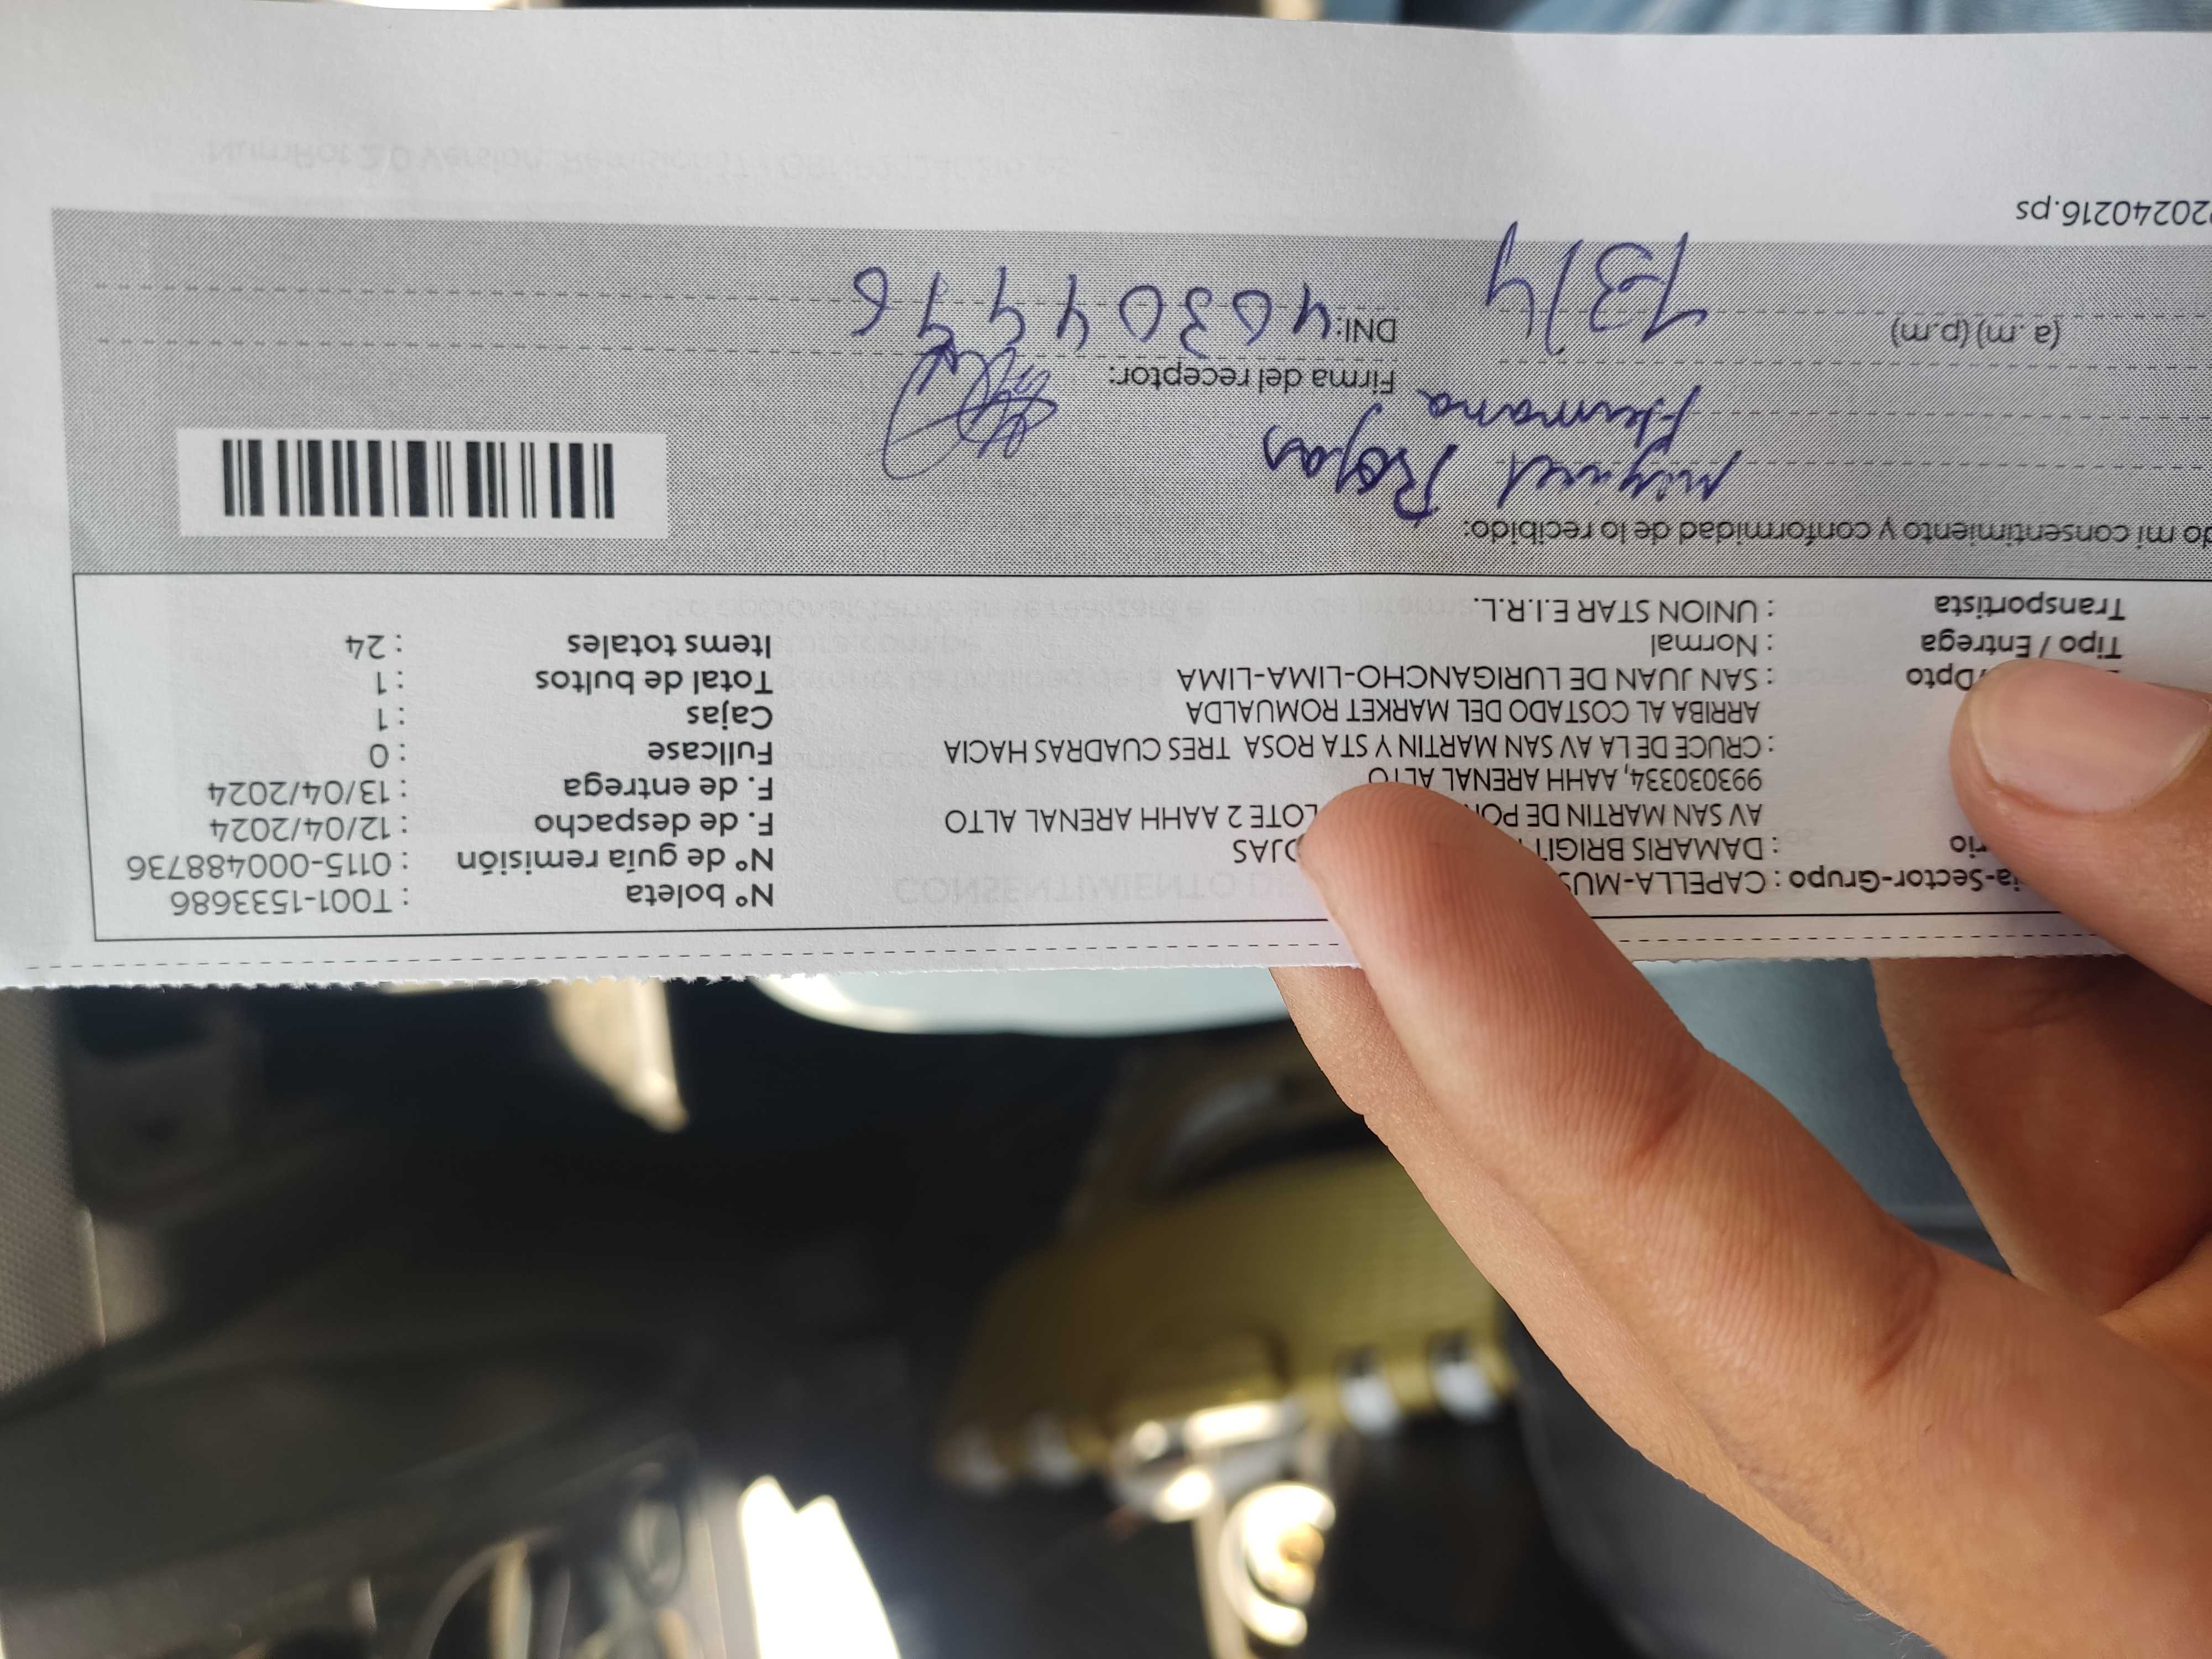 ia-Sector-Grupo : CAPELLA-MUS
rio : DAMARIS BRIGIT OJAS
AV SAN MARTIN DE POR LOTE 2 AAHH ARENAL ALTO
993030334, AAHH ARENAL ALTO
: CRUCE DE LA AV SAN MARTIN Y STA ROSA TRES CUADRAS HACIA
ARRIBA AL COSTADO DEL MARKET ROMUALDA
/Dpto : SAN JUAN DE LURIGANCHO-LIMA-LIMA
Tipo / Entrega : Normal
Transportista : UNION STAR E.I.R.L.
N° boleta : T001-1533686
N° de guía remisión : 0115-000488736
F. de despacho : 12/04/2024
F. de entrega : 13/04/2024
Fullcase : 0
Cajas : 1
Total de bultos : 1
Items totales : 24
do mi consentimiento y conformidad de lo recibido:
miguel Rojas
Hermana
Firma del receptor:
(a.m) (p.m) 13/4
DNI: 40304
20240216.ps